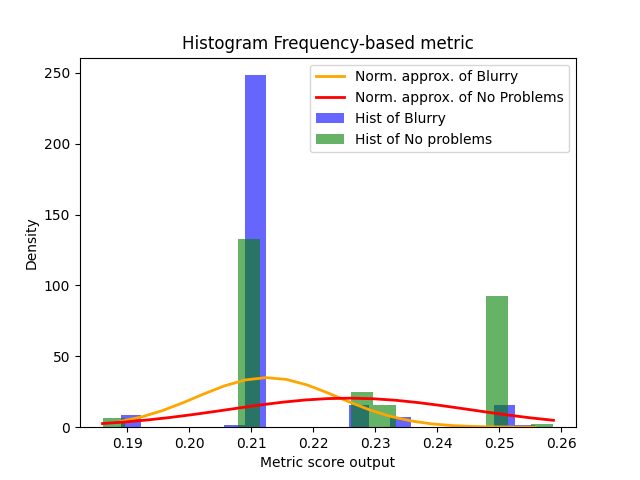 Histogram Frequency-based metric
Norm. approx. of Blurry
Norm. approx. of No Problems
Hist of Blurry
Hist of No problems
Density
250
200
150
100
50
0
0.19 0.20 0.21 0.22 0.23 0.24 0.25 0.26
Metric score output